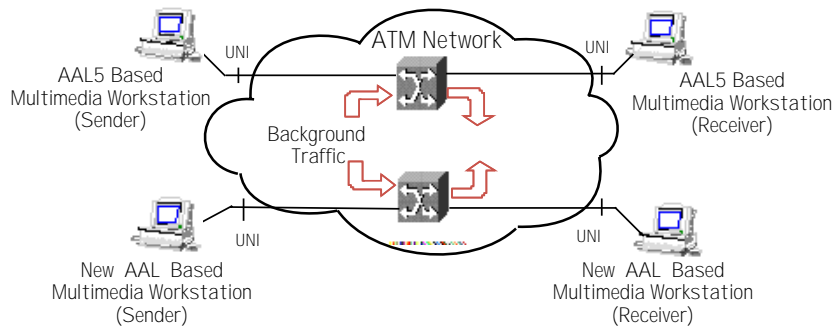 ATM Network
UNI
UNI
AAL5 Based
Multimedia Workstation
(Sender)
AAL5 Based
Multimedia Workstation
(Receiver)
Background
Traffic
UNI
UNI
New AAL Based
Multimedia Workstation
(Sender)
New AAL Based
Multimedia Workstation
(Receiver)